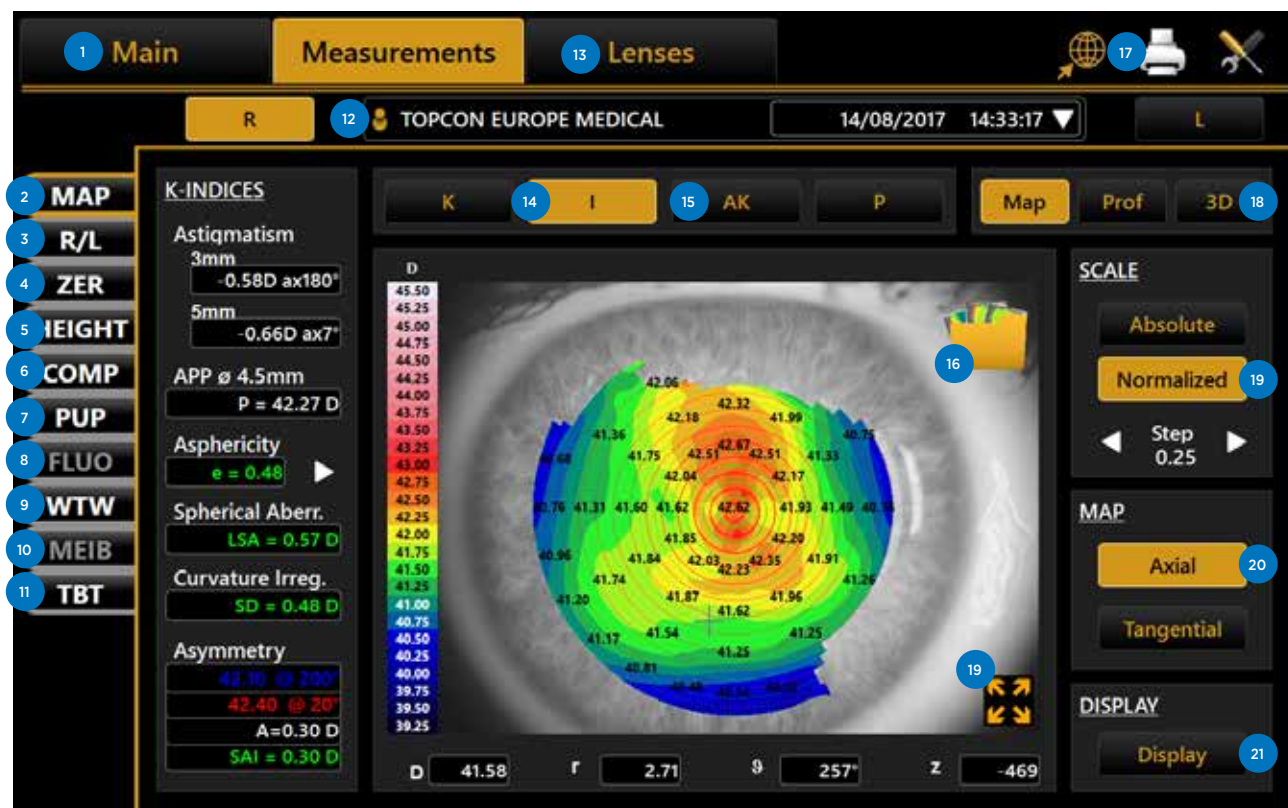 1 Main Measurements 13 Lenses 17
R 12 TOPCON EUROPE MEDICAL 14/08/2017 14:33:17 L
2 MAP
3 R/L
4 ZER
5 HEIGHT
6 COMP
7 PUP
8 FLUO
9 WTW
10 MEIB
11 TBT
K-INDICES
Astigmatism
3mm
-0.58D ax180°
5mm
-0.66D ax7°
APP ø 4.5mm
P = 42.27 D
Asphericity
e = 0.48
Spherical Aberr.
LSA = 0.57 D
Curvature Irreg.
SD = 0.48 D
Asymmetry
42.40 @ 20°
A=0.30 D
SAI = 0.30 D
K 14 I 15 AK P
Map Prof 3D 18
D
45.50
45.25
45.00
44.75
44.50
44.25
44.00
43.75
43.50
43.25
43.00
42.75
42.50
42.25
42.00
41.75
41.50
41.25
41.00
40.75
40.50
40.25
40.00
39.75
39.50
39.25
16
42.06
42.32
42.18 41.99
41.36 40.75
42.67
41.75 42.51 42.51 41.33
42.04 42.17
41.31 41.60 41.62 42.62 41.93 41.49
41.85 42.20
40.96 41.84 42.03 42.23 42.35 41.91
41.74 41.26
41.20 41.87 41.96
41.62
41.17 41.54 41.25
41.25
40.81
19
D 41.58 r 2.71 θ 257° z -469
SCALE
Absolute
Normalized 19
Step
0.25
MAP
Axial 20
Tangential
DISPLAY
Display 21